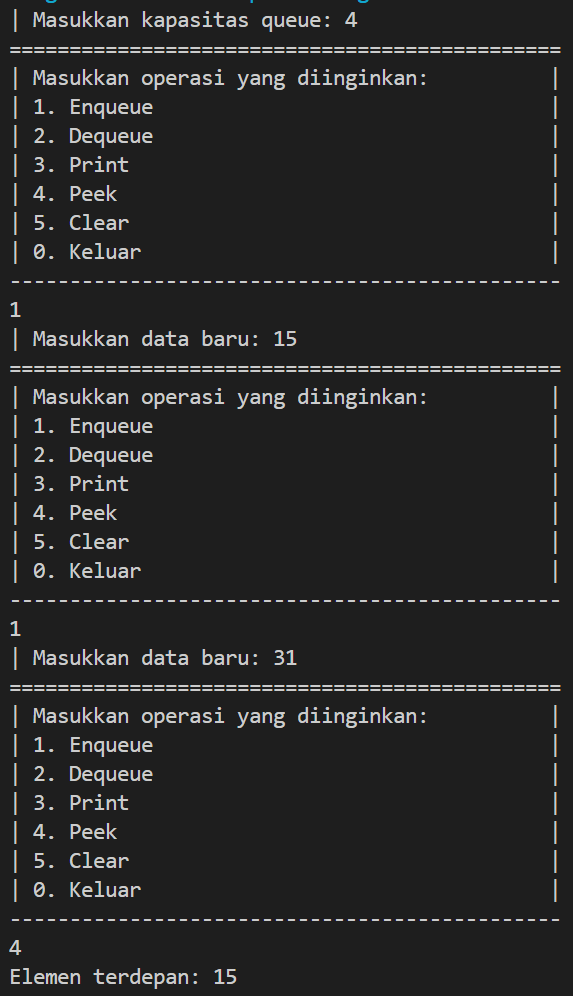 | Masukkan kapasitas queue: 4
==============================================
| Masukkan operasi yang diinginkan:          |
| 1. Enqueue                                 |
| 2. Dequeue                                 |
| 3. Print                                   |
| 4. Peek                                    |
| 5. Clear                                   |
| 0. Keluar                                  |
----------------------------------------------
1
| Masukkan data baru: 15
==============================================
| Masukkan operasi yang diinginkan:          |
| 1. Enqueue                                 |
| 2. Dequeue                                 |
| 3. Print                                   |
| 4. Peek                                    |
| 5. Clear                                   |
| 0. Keluar                                  |
----------------------------------------------
1
| Masukkan data baru: 31
==============================================
| Masukkan operasi yang diinginkan:          |
| 1. Enqueue                                 |
| 2. Dequeue                                 |
| 3. Print                                   |
| 4. Peek                                    |
| 5. Clear                                   |
| 0. Keluar                                  |
----------------------------------------------
4
Elemen terdepan: 15